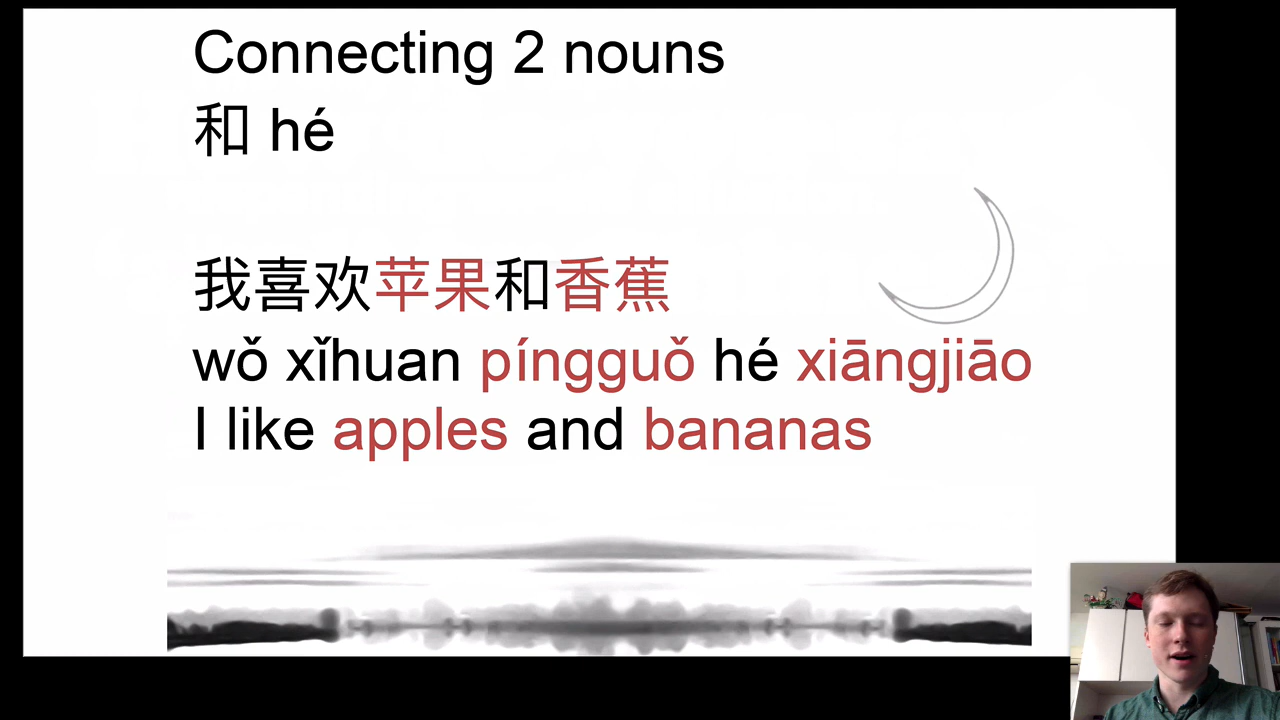 Connecting 2 nouns
和 hé
我喜欢苹果和香蕉
wǒ xǐhuan píngguǒ hé xiāngjiāo
I like apples and bananas